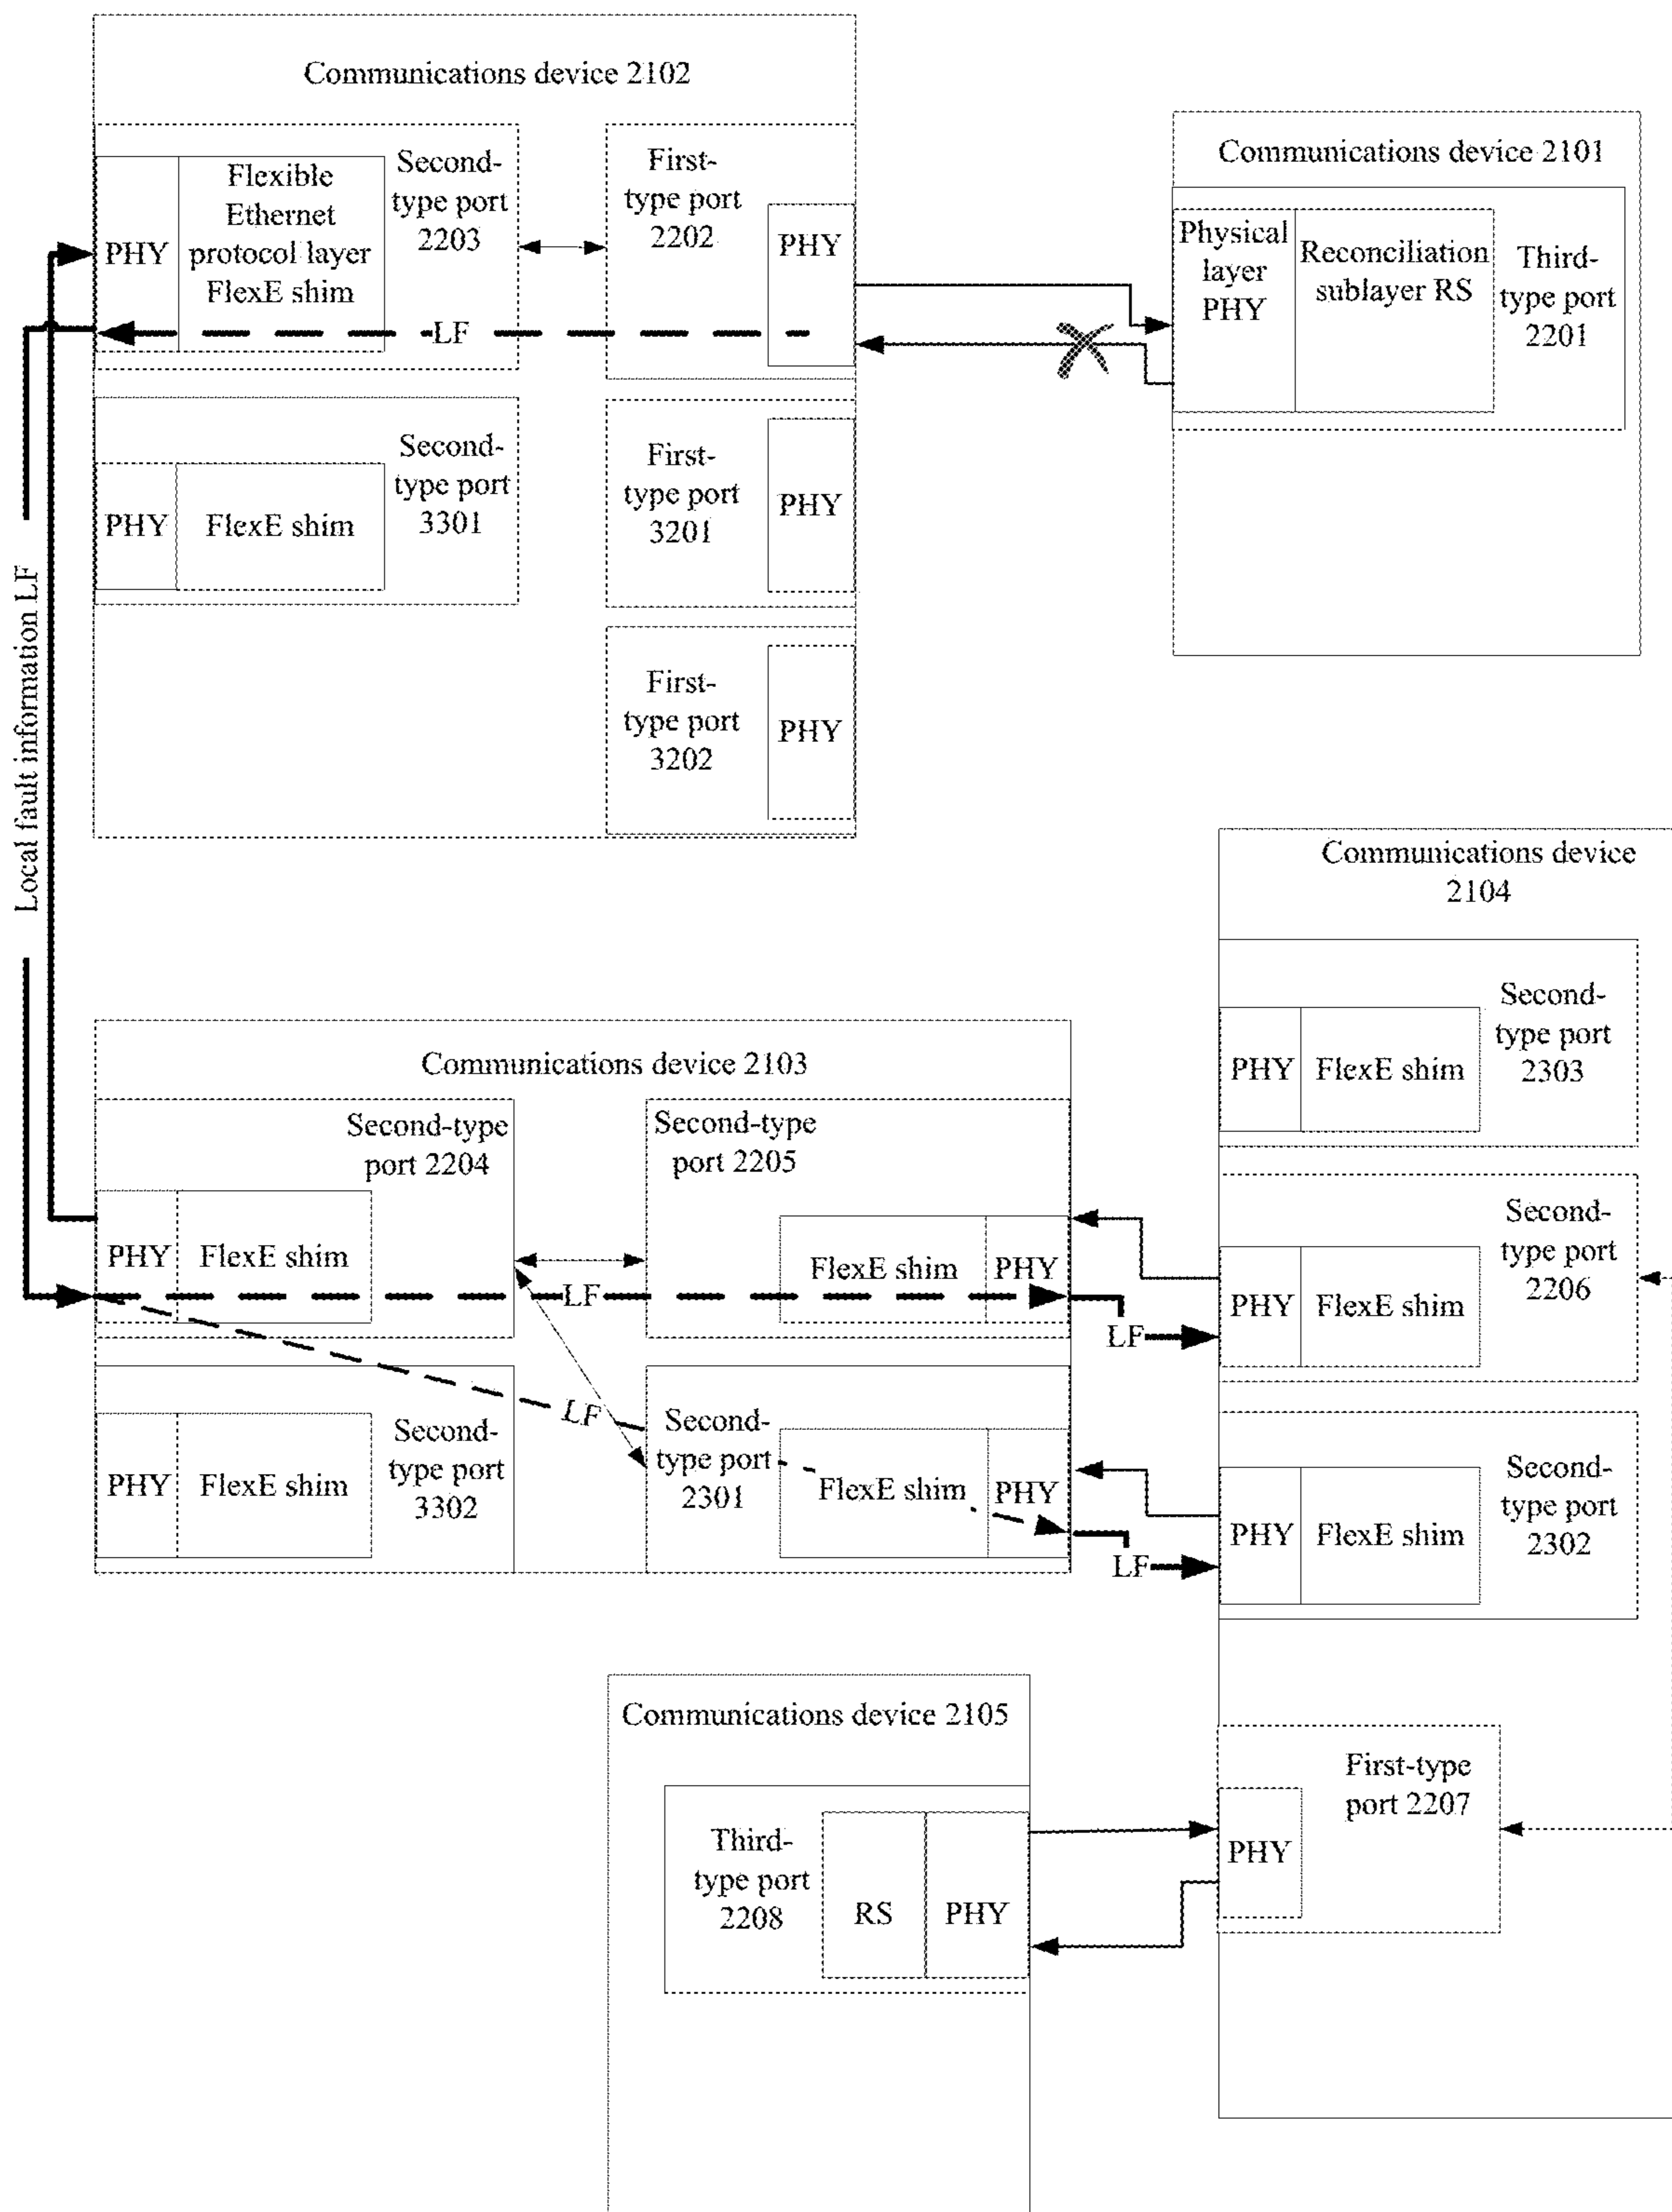 Communications device 2102
PHY
Flexible
Ethernet
protocol layer
FlexE shim
Second-
type port
2203
First-
type port
2202
PHY
LF
PHY
FlexE shim
Second-
type port
3301
First-
type port
3201
PHY
First-
type port
3202
PHY
Communications device 2101
Physical
layer
PHY
Reconciliation
sublayer RS
Third-
type port
2201
Local fault information LF
Communications device 2103
Second-type
port 2204
PHY
FlexE shim
Second-type
port 2205
FlexE shim
PHY
LF
LF
PHY
FlexE shim
Second-
type port
3302
LF
Second-
type port
2301
FlexE shim
PHY
LF
Communications device
2104
PHY
FlexE shim
Second-
type port
2303
PHY
FlexE shim
Second-
type port
2206
PHY
FlexE shim
Second-
type port
2302
First-type
port 2207
PHY
Communications device 2105
Third-
type port
2208
RS
PHY